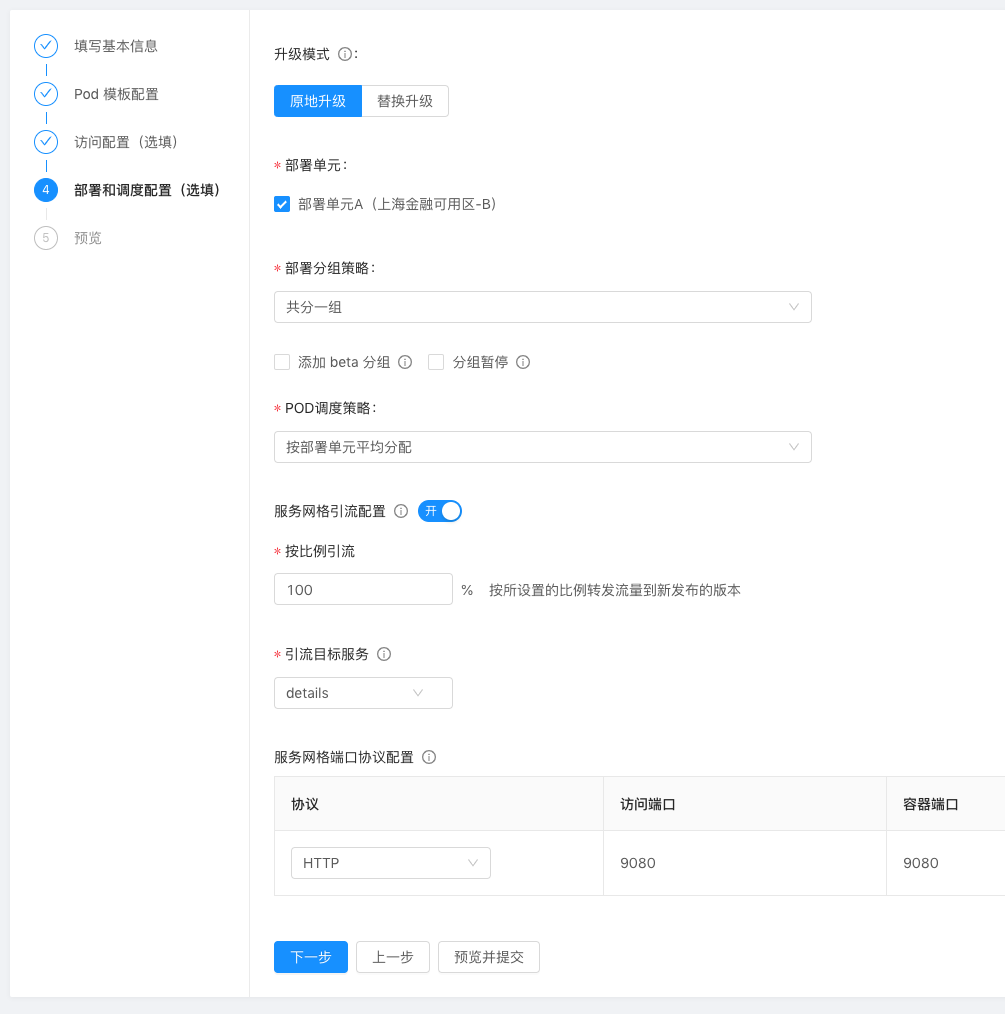 填写基本信息
Pod 模板配置
访问配置（选填）
4 部署和调度配置（选填）
5 预览
升级模式 :
原地升级 替换升级
* 部署单元:
部署单元A（上海金融可用区-B）
* 部署分组策略:
共分一组
添加 beta 分组 分组暂停
* POD调度策略:
按部署单元平均分配
服务网格引流配置 开
* 按比例引流
100 % 按所设置的比例转发流量到新发布的版本
* 引流目标服务
details
服务网格端口协议配置
协议 访问端口 容器端口
HTTP 9080 9080
下一步 上一步 预览并提交